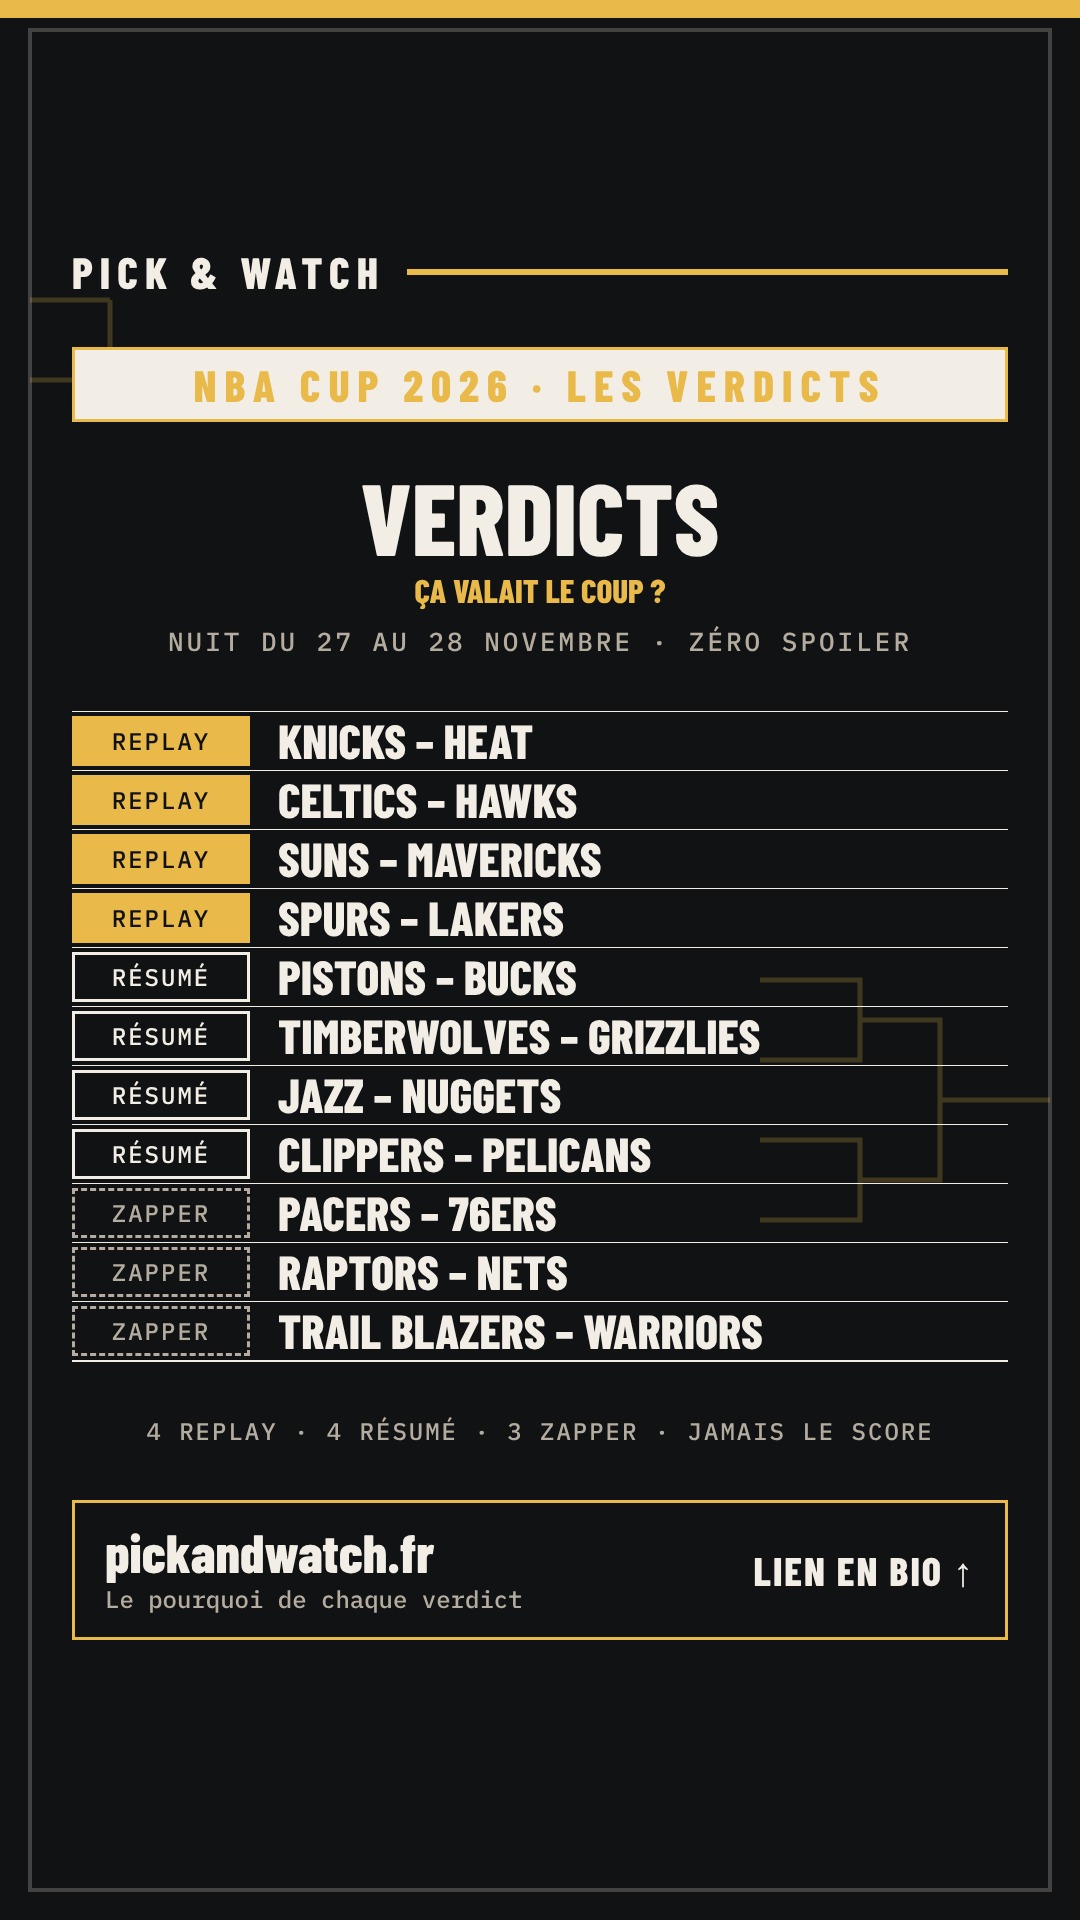 PICK & WATCH
NBA CUP 2026 · LES VERDICTS
VERDICTS
ÇA VALAIT LE COUP ?
NUIT DU 27 AU 28 NOVEMBRE · ZÉRO SPOILER
REPLAY KNICKS – HEAT
REPLAY CELTICS – HAWKS
REPLAY SUNS – MAVERICKS
REPLAY SPURS – LAKERS
RÉSUMÉ PISTONS – BUCKS
RÉSUMÉ TIMBERWOLVES – GRIZZLIES
RÉSUMÉ JAZZ – NUGGETS
RÉSUMÉ CLIPPERS – PELICANS
ZAPPER PACERS – 76ERS
ZAPPER RAPTORS – NETS
ZAPPER TRAIL BLAZERS – WARRIORS
4 REPLAY · 4 RÉSUMÉ · 3 ZAPPER · JAMAIS LE SCORE
pickandwatch.fr
Le pourquoi de chaque verdict
LIEN EN BIO ↑